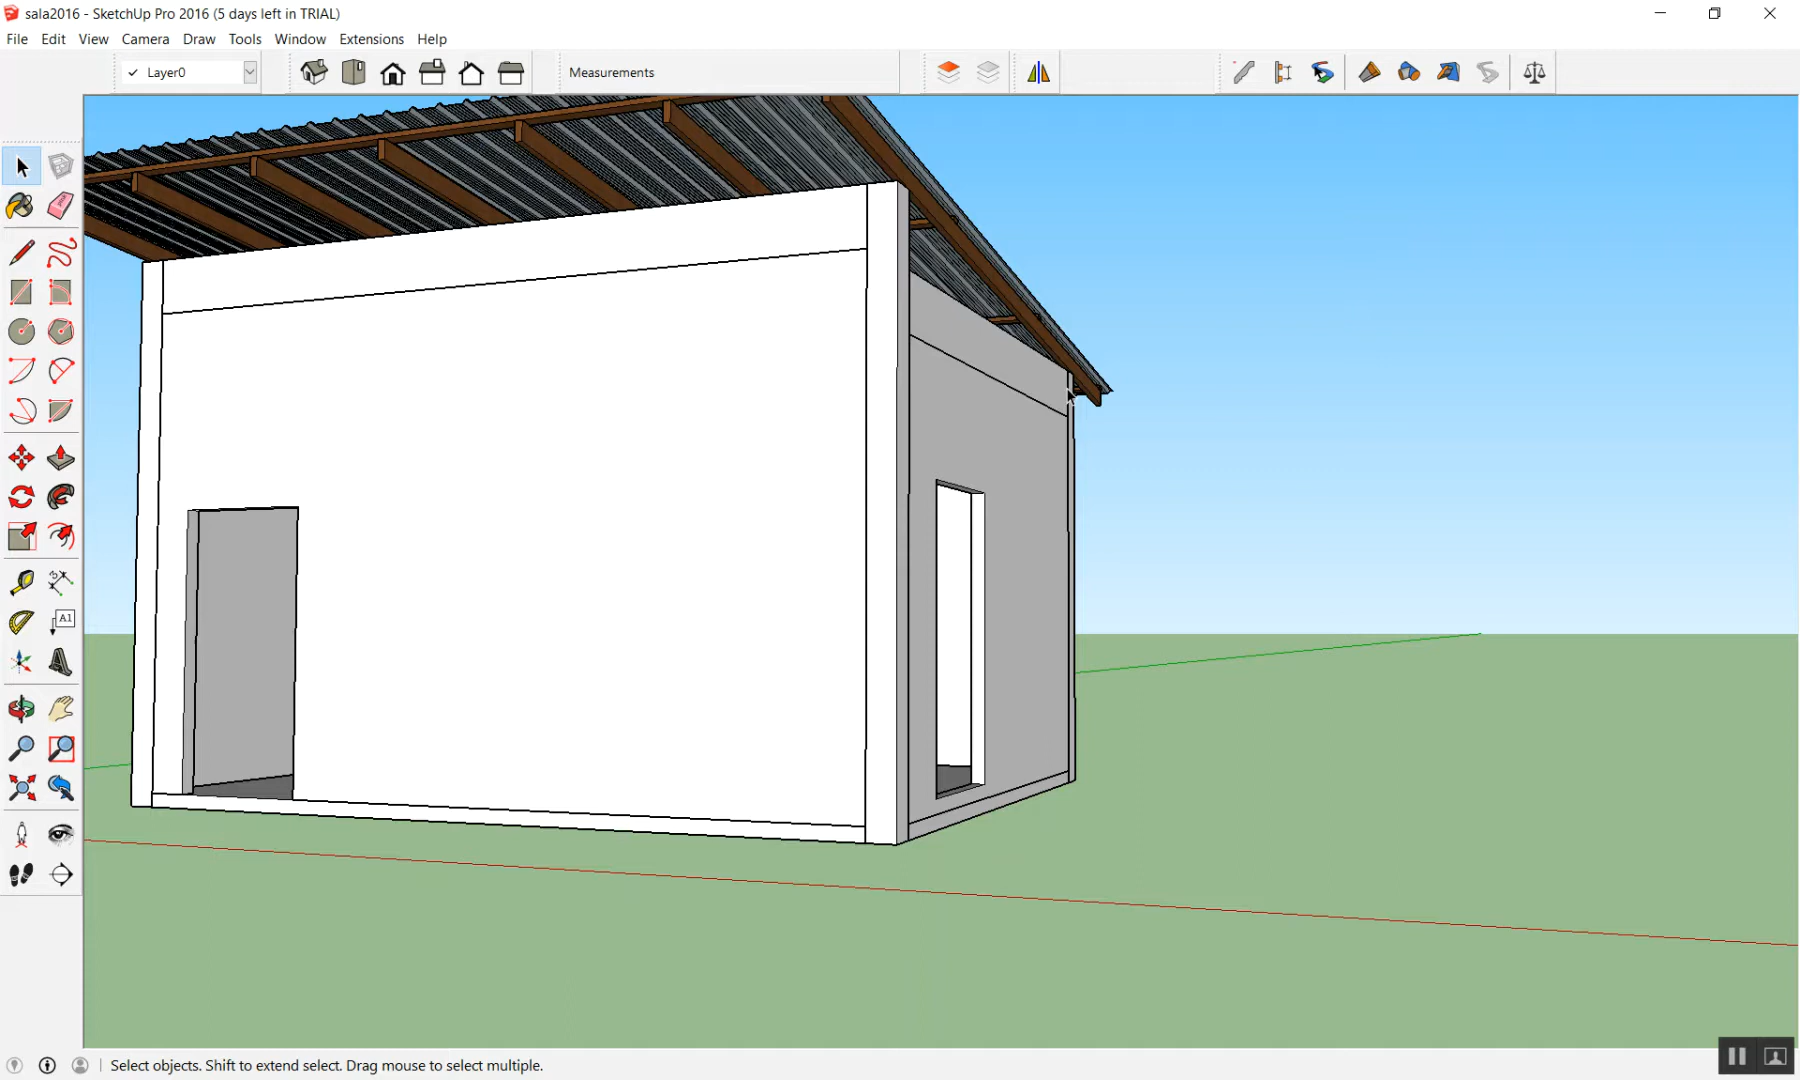 sala2016 - SketchUp Pro 2016 (5 days left in TRIAL)
File Edit View Camera Draw Tools Window Extensions Help
Layer0
Measurements
A1
Select objects. Shift to extend select. Drag mouse to select multiple.